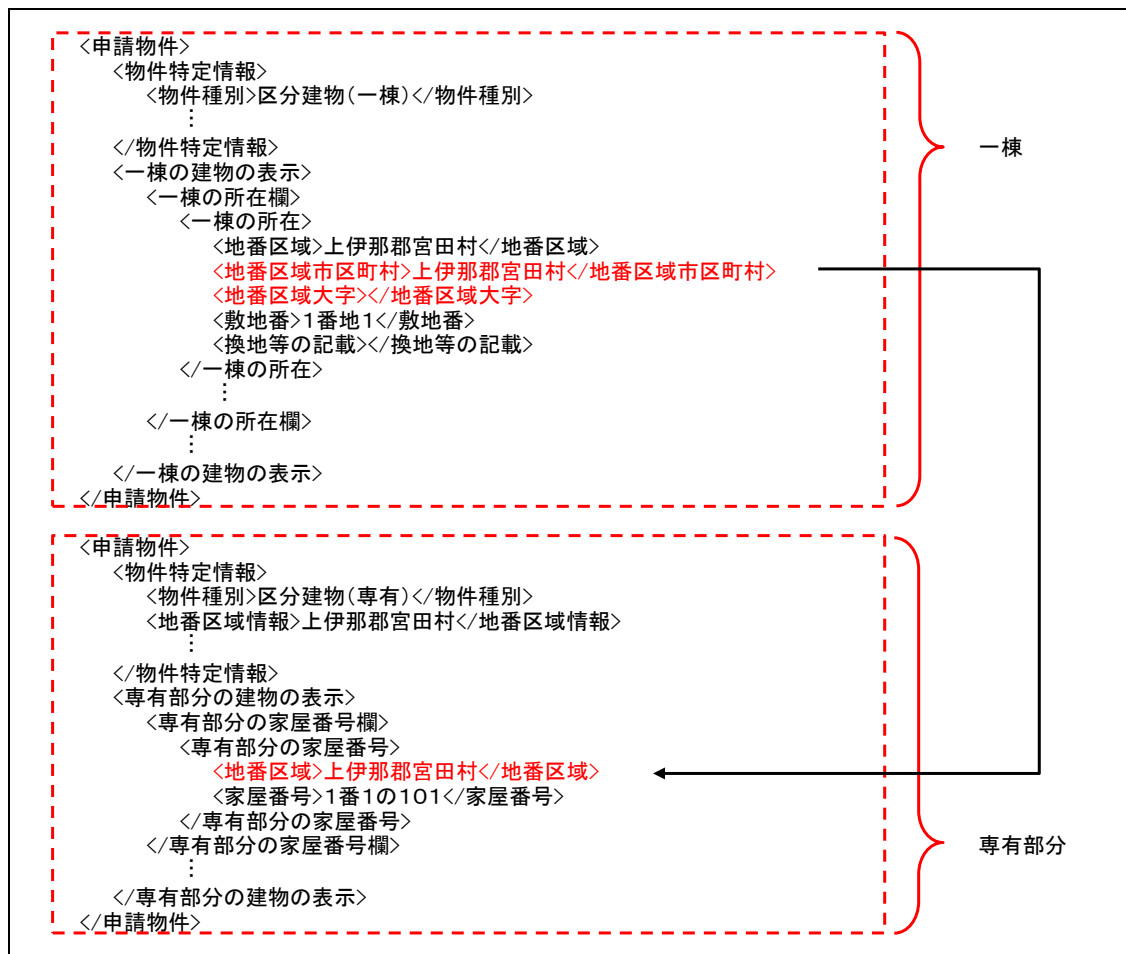 <申請物件>
<物件特定情報>
<物件種別>区分建物(一棟)</物件種別>
⋮
</物件特定情報>
<一棟の建物の表示>
<一棟の所在欄>
<一棟の所在>
<地番区域>上伊那郡宮田村</地番区域>
<地番区域市区町村>上伊那郡宮田村</地番区域市区町村>
<地番区域大字></地番区域大字>
<敷地番>1番地1</敷地番>
<換地等の記載></換地等の記載>
</一棟の所在>
⋮
</一棟の所在欄>
⋮
</一棟の建物の表示>
</申請物件>
一棟
<申請物件>
<物件特定情報>
<物件種別>区分建物(専有)</物件種別>
<地番区域情報>上伊那郡宮田村</地番区域情報>
⋮
</物件特定情報>
<専有部分の建物の表示>
<専有部分の家屋番号欄>
<専有部分の家屋番号>
<地番区域>上伊那郡宮田村</地番区域>
<家屋番号>1番1の101</家屋番号>
</専有部分の家屋番号>
</専有部分の家屋番号欄>
⋮
</専有部分の建物の表示>
</申請物件>
専有部分